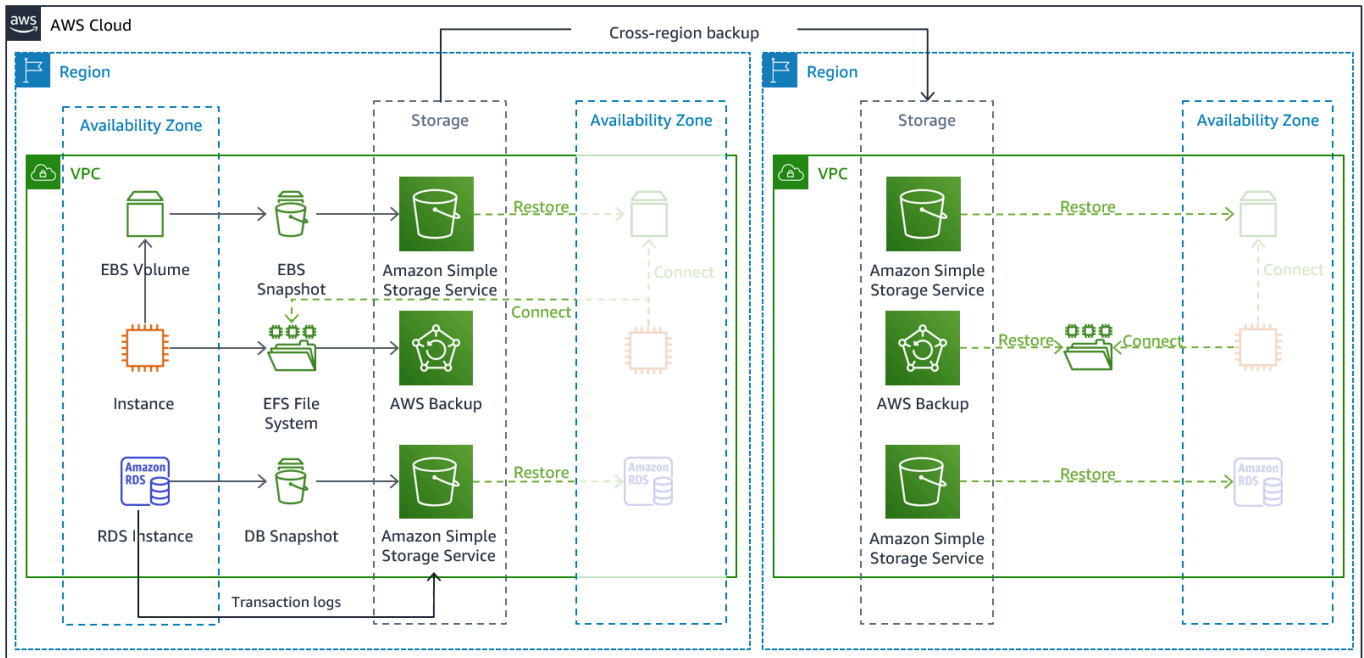 aws
AWS Cloud
Cross-region backup
Region
Region
Availability Zone
Storage
Availability Zone
Storage
Availability Zone
VPC
VPC
Restore
Restore
EBS Volume
EBS
Snapshot
Amazon Simple
Storage Service
Connect
Amazon Simple
Storage Service
Connect
Connect
Restore
Connect
Instance
EFS File
System
AWS Backup
AWS Backup
Amazon
RDS
Restore
Amazon
RDS
Restore
Amazon
RDS
RDS Instance
DB Snapshot
Amazon Simple
Storage Service
Amazon Simple
Storage Service
Transaction logs